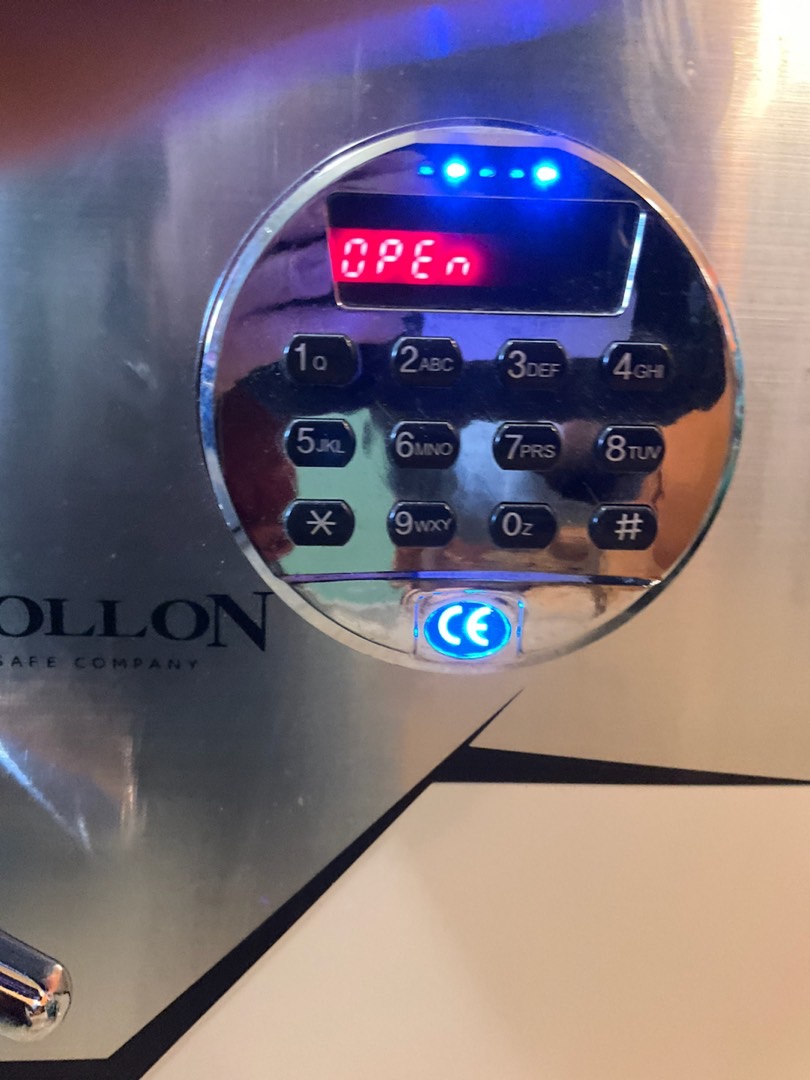 OPEn
1Q 2ABC 3DEF 4GHI
5JKL 6MNO 7PRS 8TUV
* 9WXY 0Z #
CE
OLLON
SAFE COMPANY